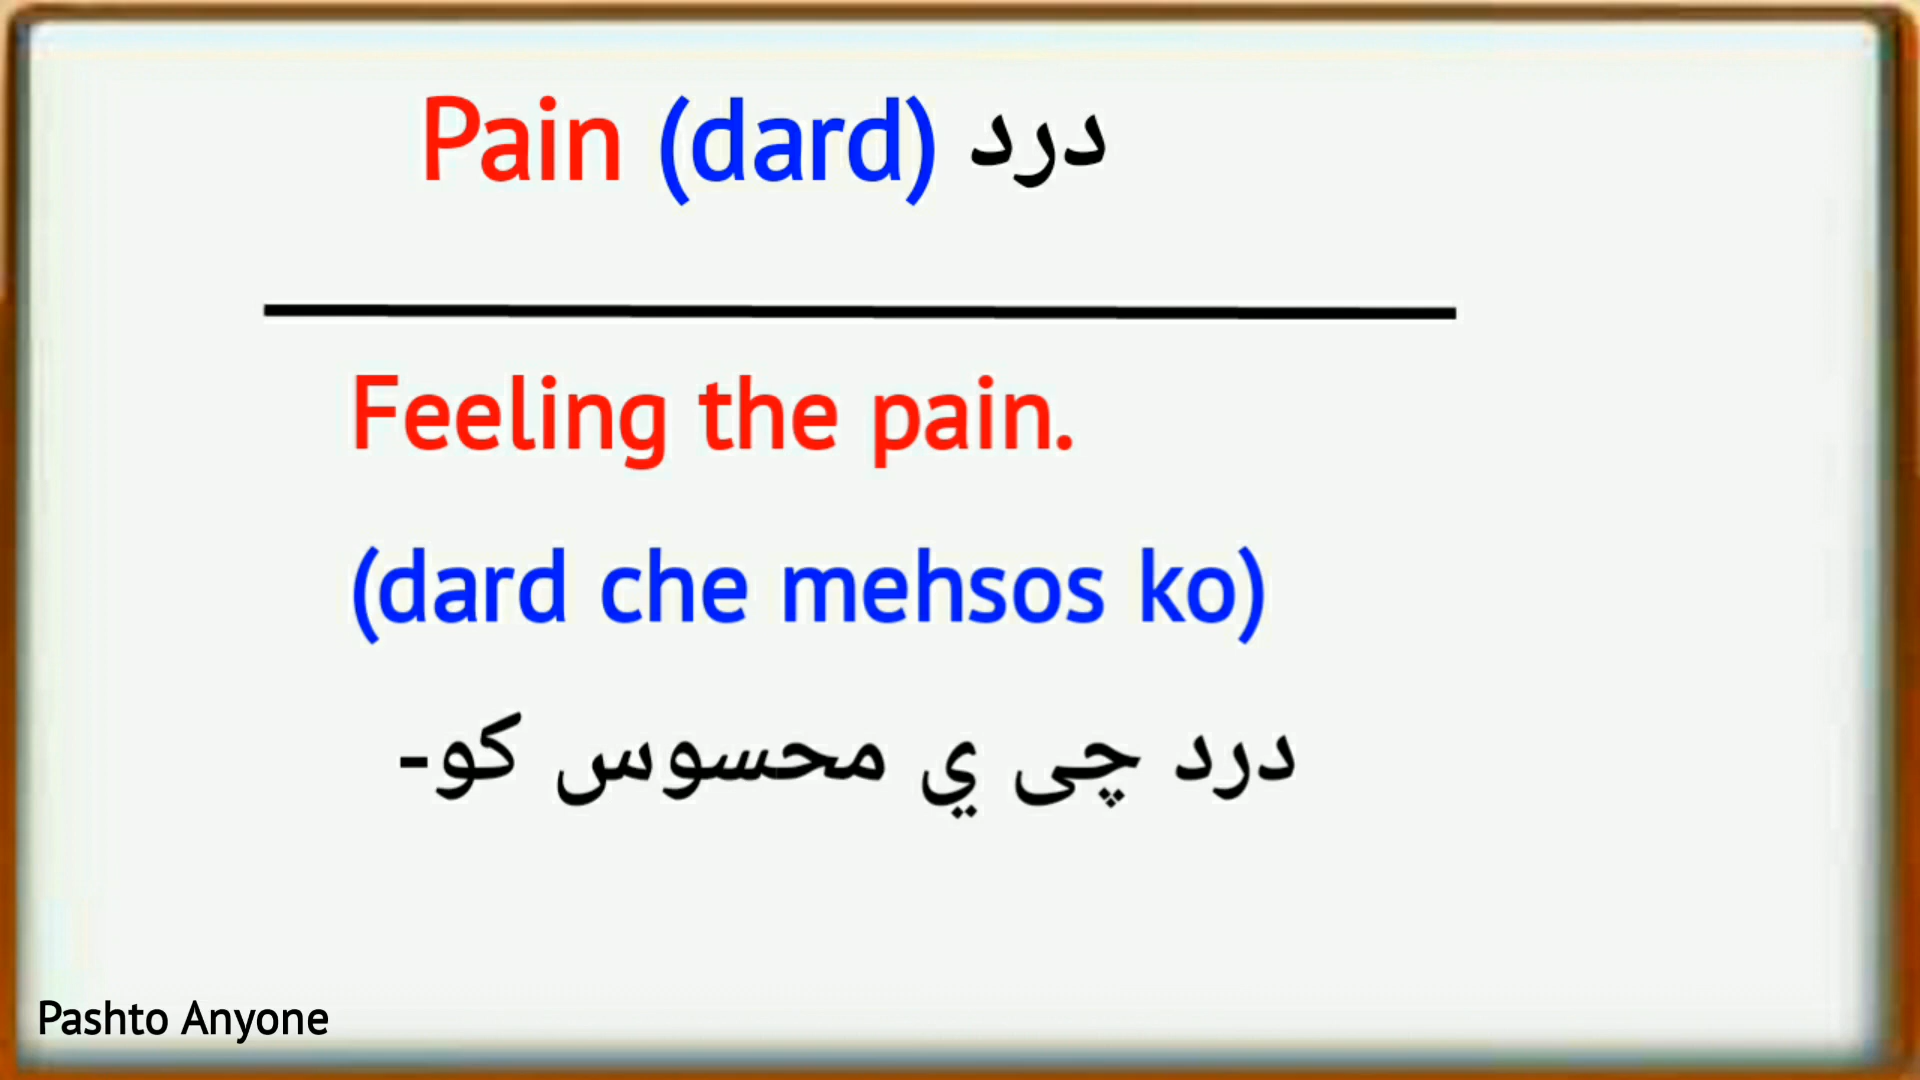 Pain (dard) درد
Feeling the pain.
(dard che mehsos ko)
درد چی ي محسوس کو-
Pashto Anyone